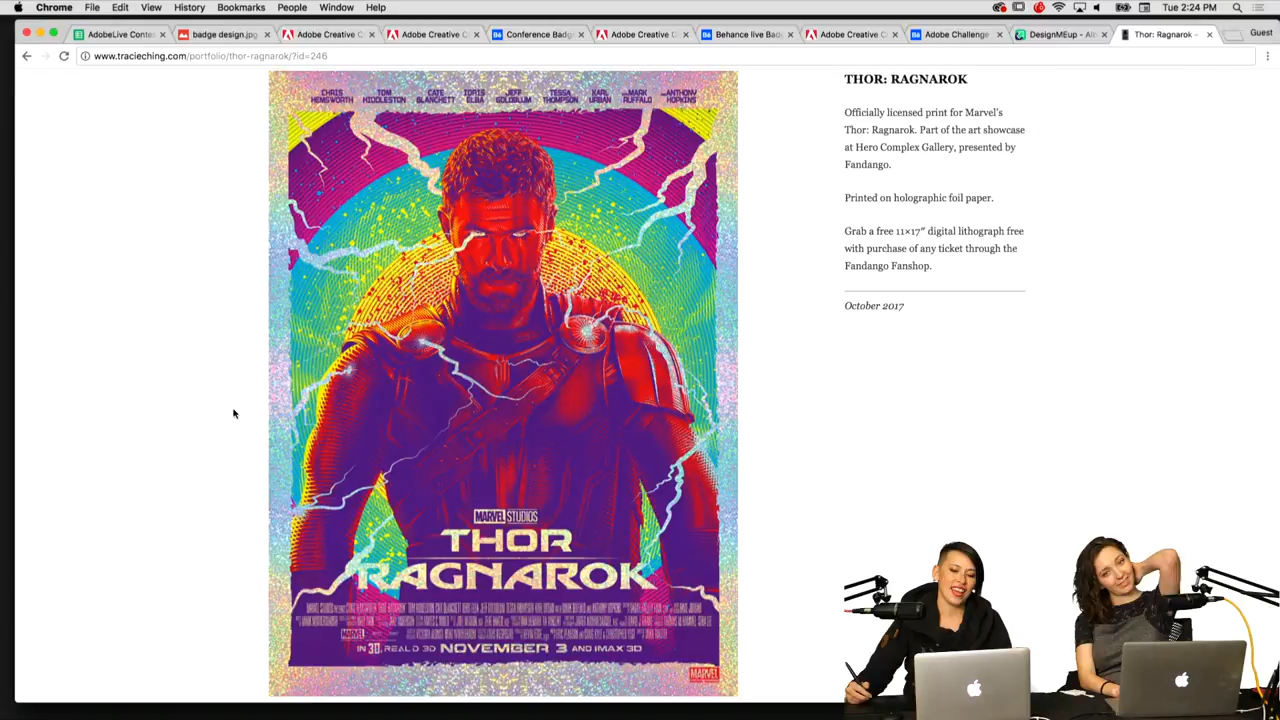 Chrome File Edit View History Bookmarks People Window Help Tue 2:24 PM
AdobeLive Contes badge design.jpg Adobe Creative C Adobe Creative C Conference Badge Adobe Creative D Behance live Bad Adobe Creative C Adobe Challenge DesignMEup - Thor: Ragnarok - Guest
www.tracieching.com/portfolio/thor-ragnarok/?id=246
CHRIS HEMSWORTH TOM HIDDLESTON CATE BLANCHETT IDRIS ELBA JEFF GOLDBLUM TESSA THOMPSON KARL URBAN MARK RUFFALO ANTHONY HOPKINS
MARVEL STUDIOS
THOR
RAGNAROK
MARVEL
IN 3D, REAL D 3D NOVEMBER 3 AND IMAX 3D
MARVEL
THOR: RAGNAROK
Officially licensed print for Marvel's
Thor: Ragnarok. Part of the art showcase
at Hero Complex Gallery, presented by
Fandango.
Printed on holographic foil paper.
Grab a free 11×17" digital lithograph free
with purchase of any ticket through the
Fandango Fanshop.
October 2017